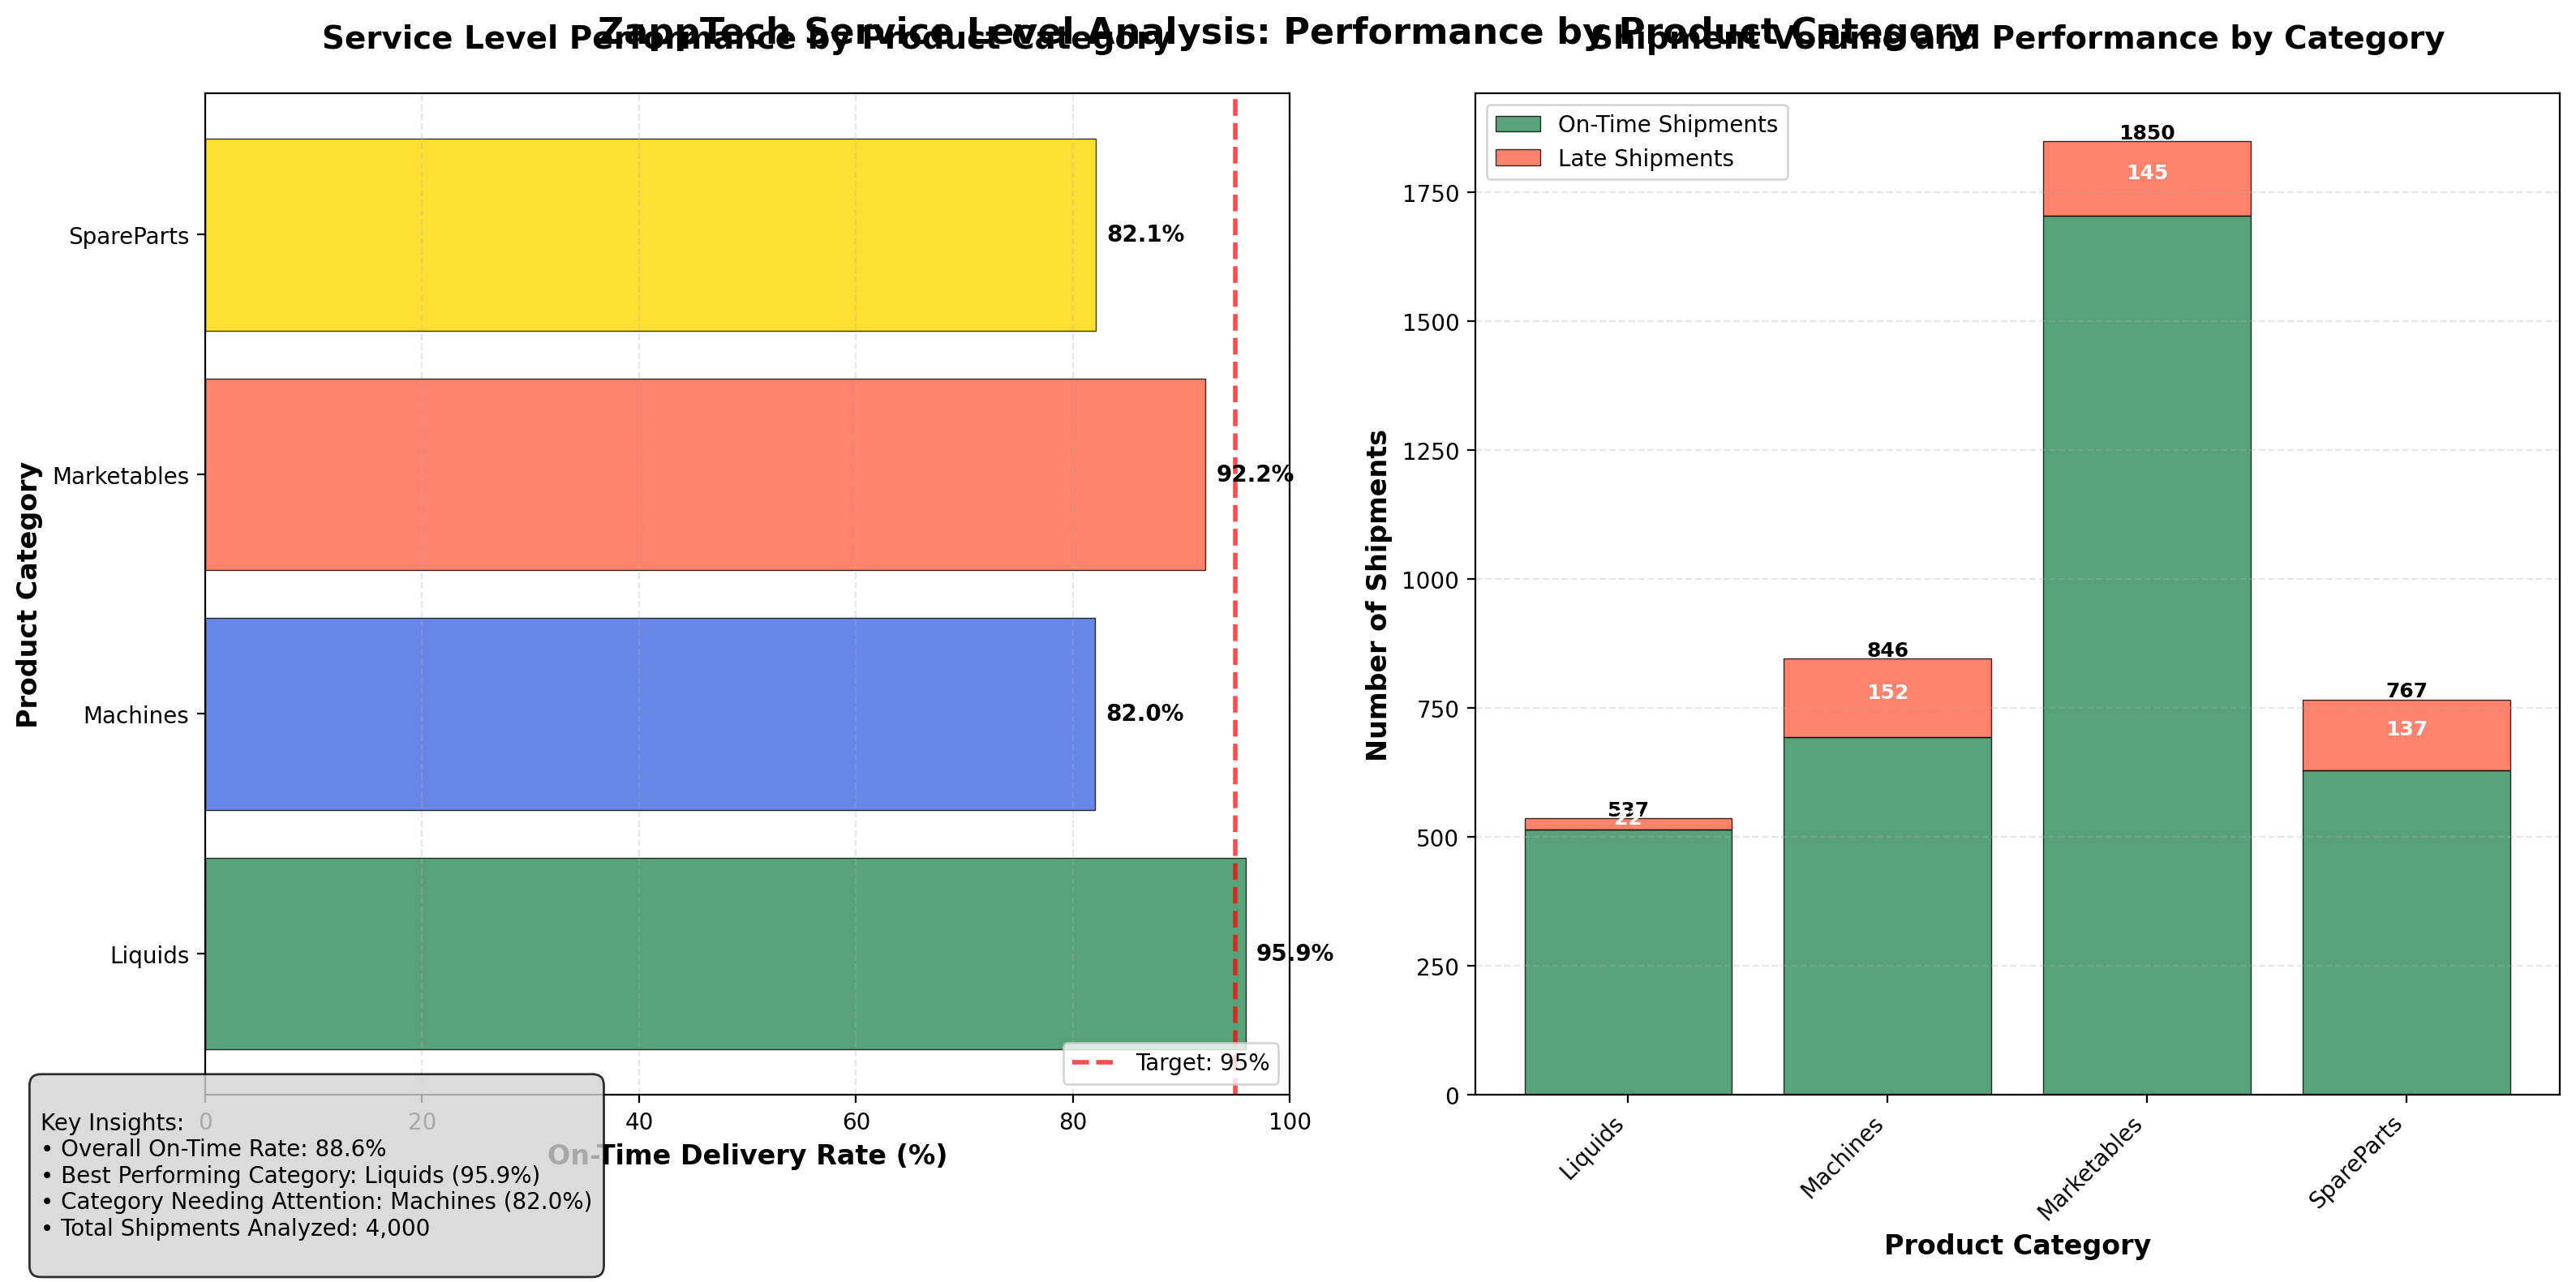 ZappTech Service Level Analysis: Performance by Product Category
Service Level Performance by Product Category
Shipment Volume and Performance by Category
Product Category
SpareParts
Marketables
Machines
Liquids
82.1%
92.2%
82.0%
95.9%
Target: 95%
0 20 40 60 80 100
On-Time Delivery Rate (%)
Key Insights:
• Overall On-Time Rate: 88.6%
• Best Performing Category: Liquids (95.9%)
• Category Needing Attention: Machines (82.0%)
• Total Shipments Analyzed: 4,000
On-Time Shipments
Late Shipments
Number of Shipments
1750
1500
1250
1000
750
500
250
0
537
22
846
152
1850
145
767
137
Liquids
Machines
Marketables
SpareParts
Product Category